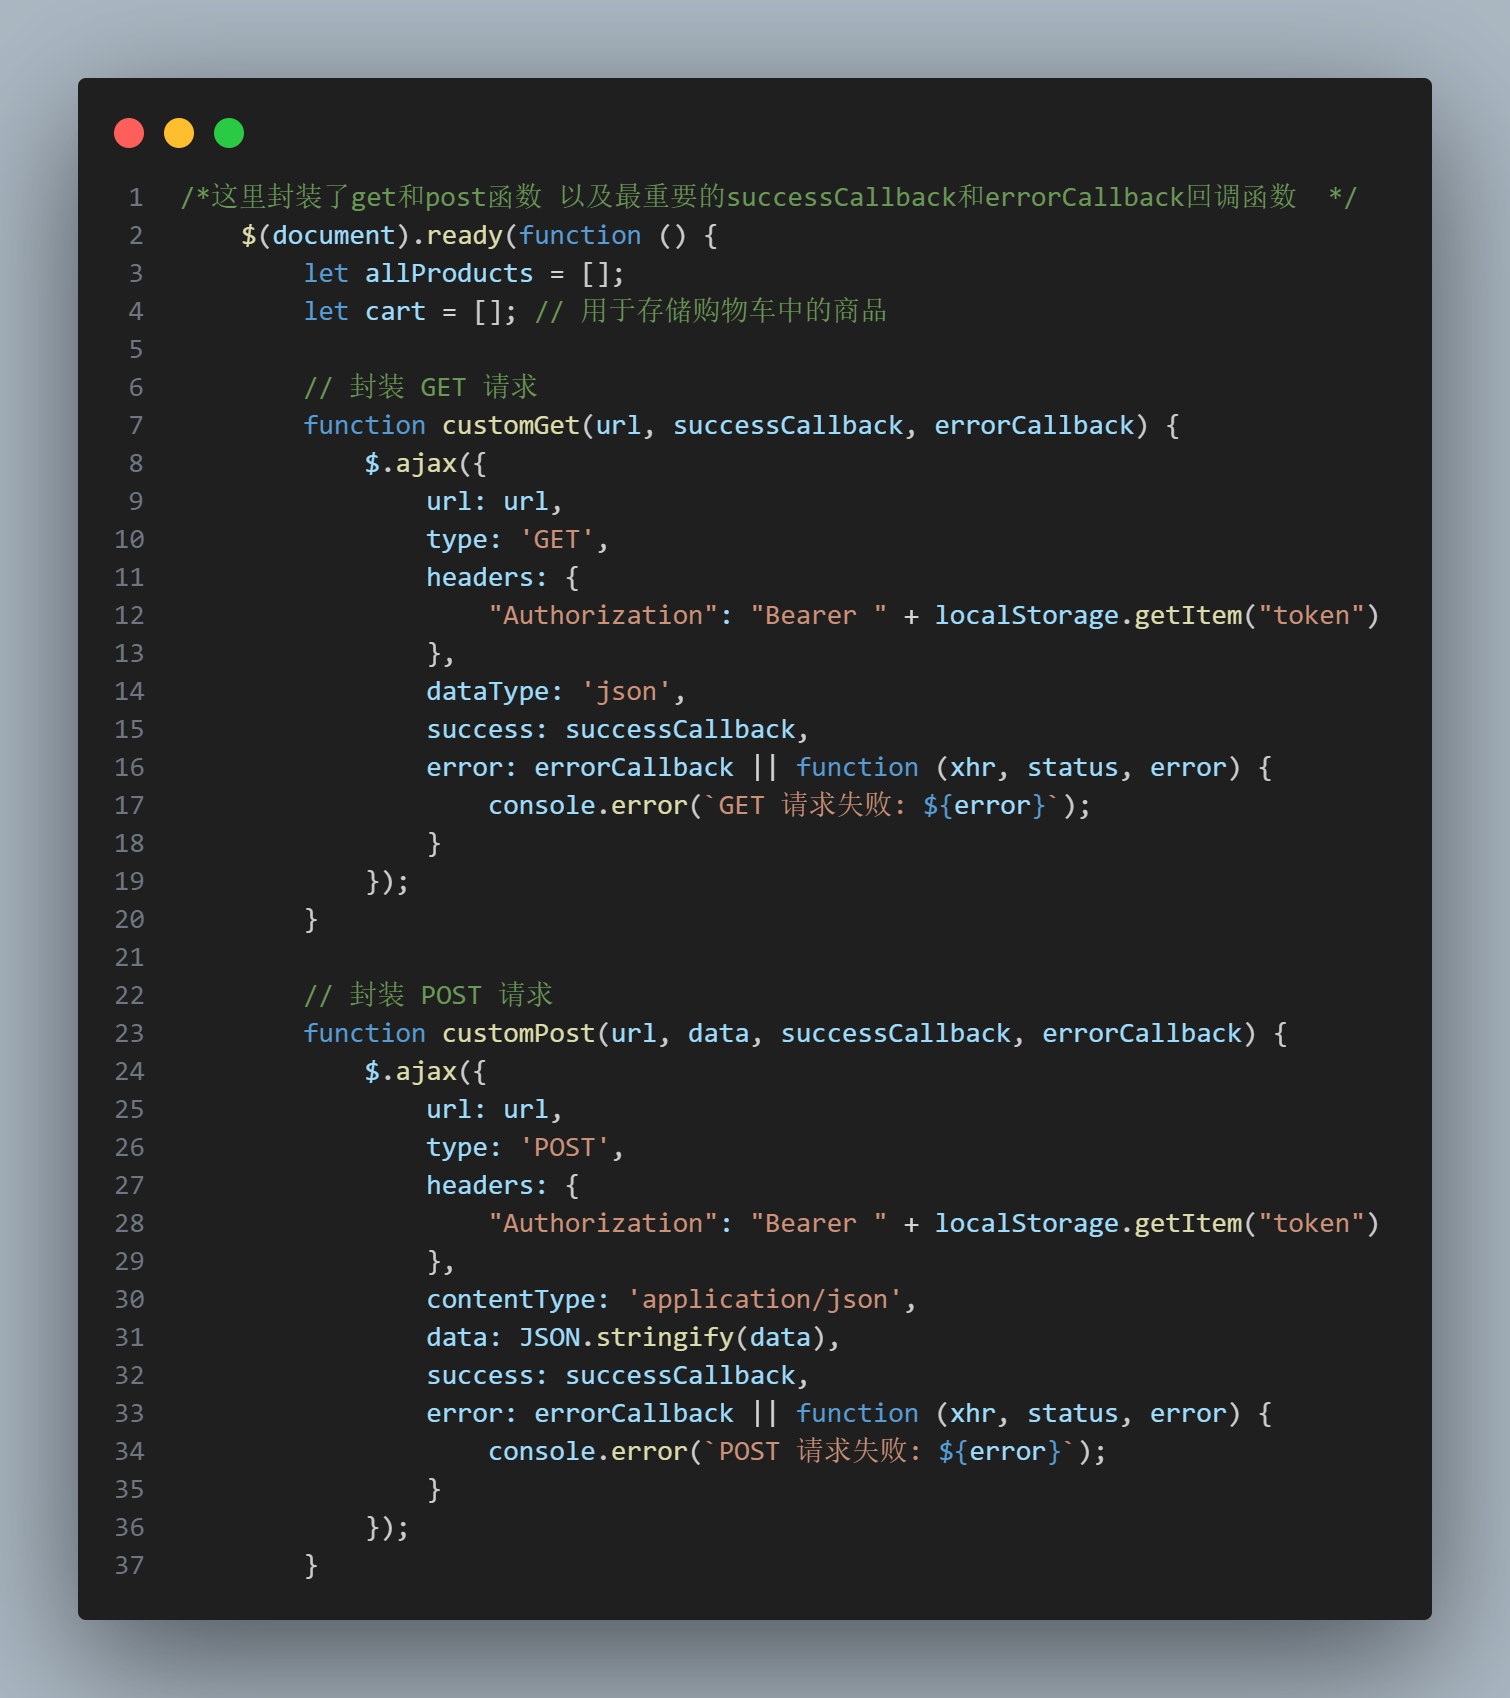 1 /*这里封装了get和post函数 以及最重要的successCallback和errorCallback回调函数  */
2     $(document).ready(function () {
3         let allProducts = [];
4         let cart = []; // 用于存储购物车中的商品
5
6         // 封装 GET 请求
7         function customGet(url, successCallback, errorCallback) {
8             $.ajax({
9                 url: url,
10                 type: 'GET',
11                 headers: {
12                     "Authorization": "Bearer " + localStorage.getItem("token")
13                 },
14                 dataType: 'json',
15                 success: successCallback,
16                 error: errorCallback || function (xhr, status, error) {
17                     console.error(`GET 请求失败: ${error}`);
18                 }
19             });
20         }
21
22         // 封装 POST 请求
23         function customPost(url, data, successCallback, errorCallback) {
24             $.ajax({
25                 url: url,
26                 type: 'POST',
27                 headers: {
28                     "Authorization": "Bearer " + localStorage.getItem("token")
29                 },
30                 contentType: 'application/json',
31                 data: JSON.stringify(data),
32                 success: successCallback,
33                 error: errorCallback || function (xhr, status, error) {
34                     console.error(`POST 请求失败: ${error}`);
35                 }
36             });
37         }